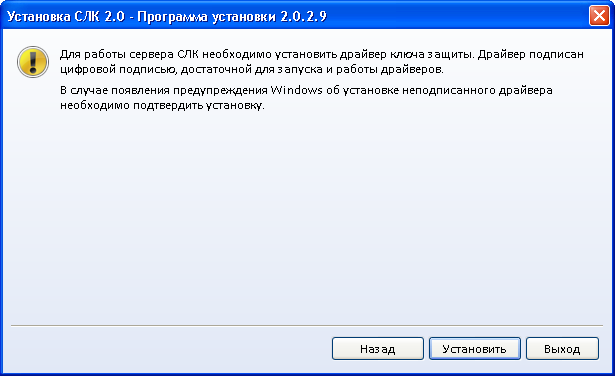 Установка СЛК 2.0 - Программа установки 2.0.2.9
Для работы сервера СЛК необходимо установить драйвер ключа защиты. Драйвер подписан
цифровой подписью, достаточной для запуска и работы драйверов.
В случае появления предупреждения Windows об установке неподписанного драйвера
необходимо подтвердить установку.
Назад
Установить
Выход